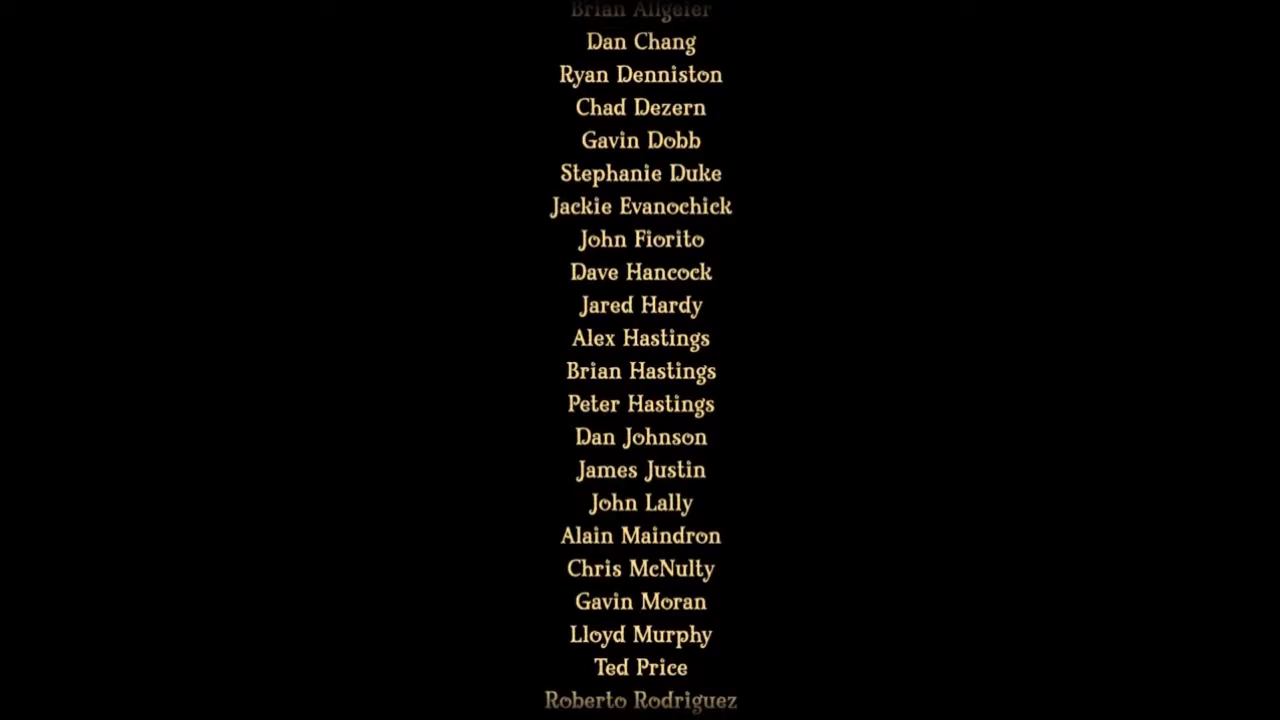 Brian Allgeier
Dan Chang
Ryan Denniston
Chad Dezern
Gavin Dobb
Stephanie Duke
Jackie Evanochick
John Fiorito
Dave Hancock
Jared Hardy
Alex Hastings
Brian Hastings
Peter Hastings
Dan Johnson
James Justin
John Lally
Alain Maindron
Chris McNulty
Gavin Moran
Lloyd Murphy
Ted Price
Roberto Rodriguez